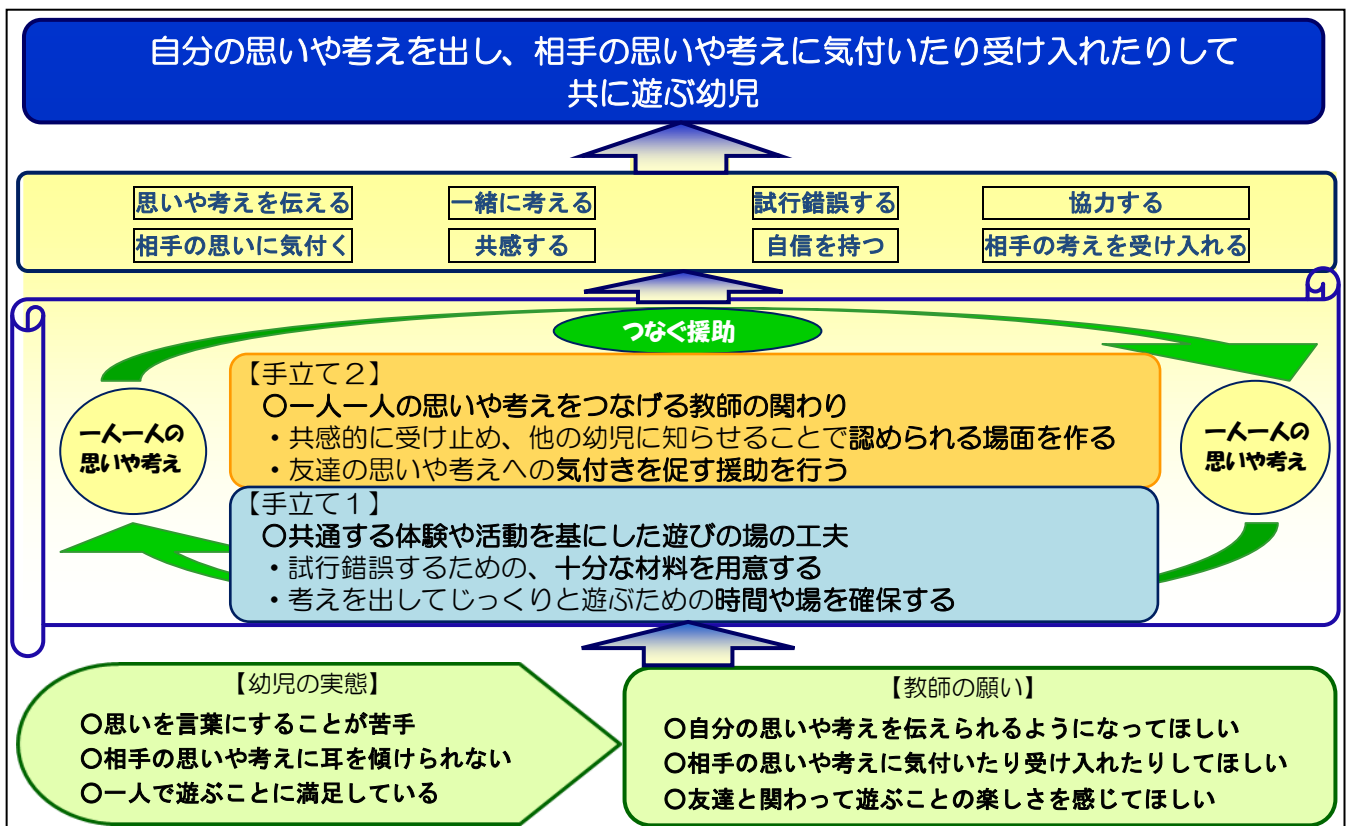 自分の思いや考えを出し、相手の思いや考えに気付いたり受け入れたりして
共に遊ぶ幼児
思いや考えを伝える
一緒に考える
試行錯誤する
協力する
相手の思いに気付く
共感する
自信を持つ
相手の考えを受け入れる
つなぐ援助
一人一人の
思いや考え
【手立て２】
〇一人一人の思いや考えをつなげる教師の関わり
・共感的に受け止め、他の幼児に知らせることで認められる場面を作る
・友達の思いや考えへの気付きを促す援助を行う
【手立て１】
〇共通する体験や活動を基にした遊びの場の工夫
・試行錯誤するための、十分な材料を用意する
・考えを出してじっくりと遊ぶための時間や場を確保する
一人一人の
思いや考え
【幼児の実態】
〇思いを言葉にすることが苦手
〇相手の思いや考えに耳を傾けられない
〇一人で遊ぶことに満足している
【教師の願い】
〇自分の思いや考えを伝えられるようになってほしい
〇相手の思いや考えに気付いたり受け入れたりしてほしい
〇友達と関わって遊ぶことの楽しさを感じてほしい